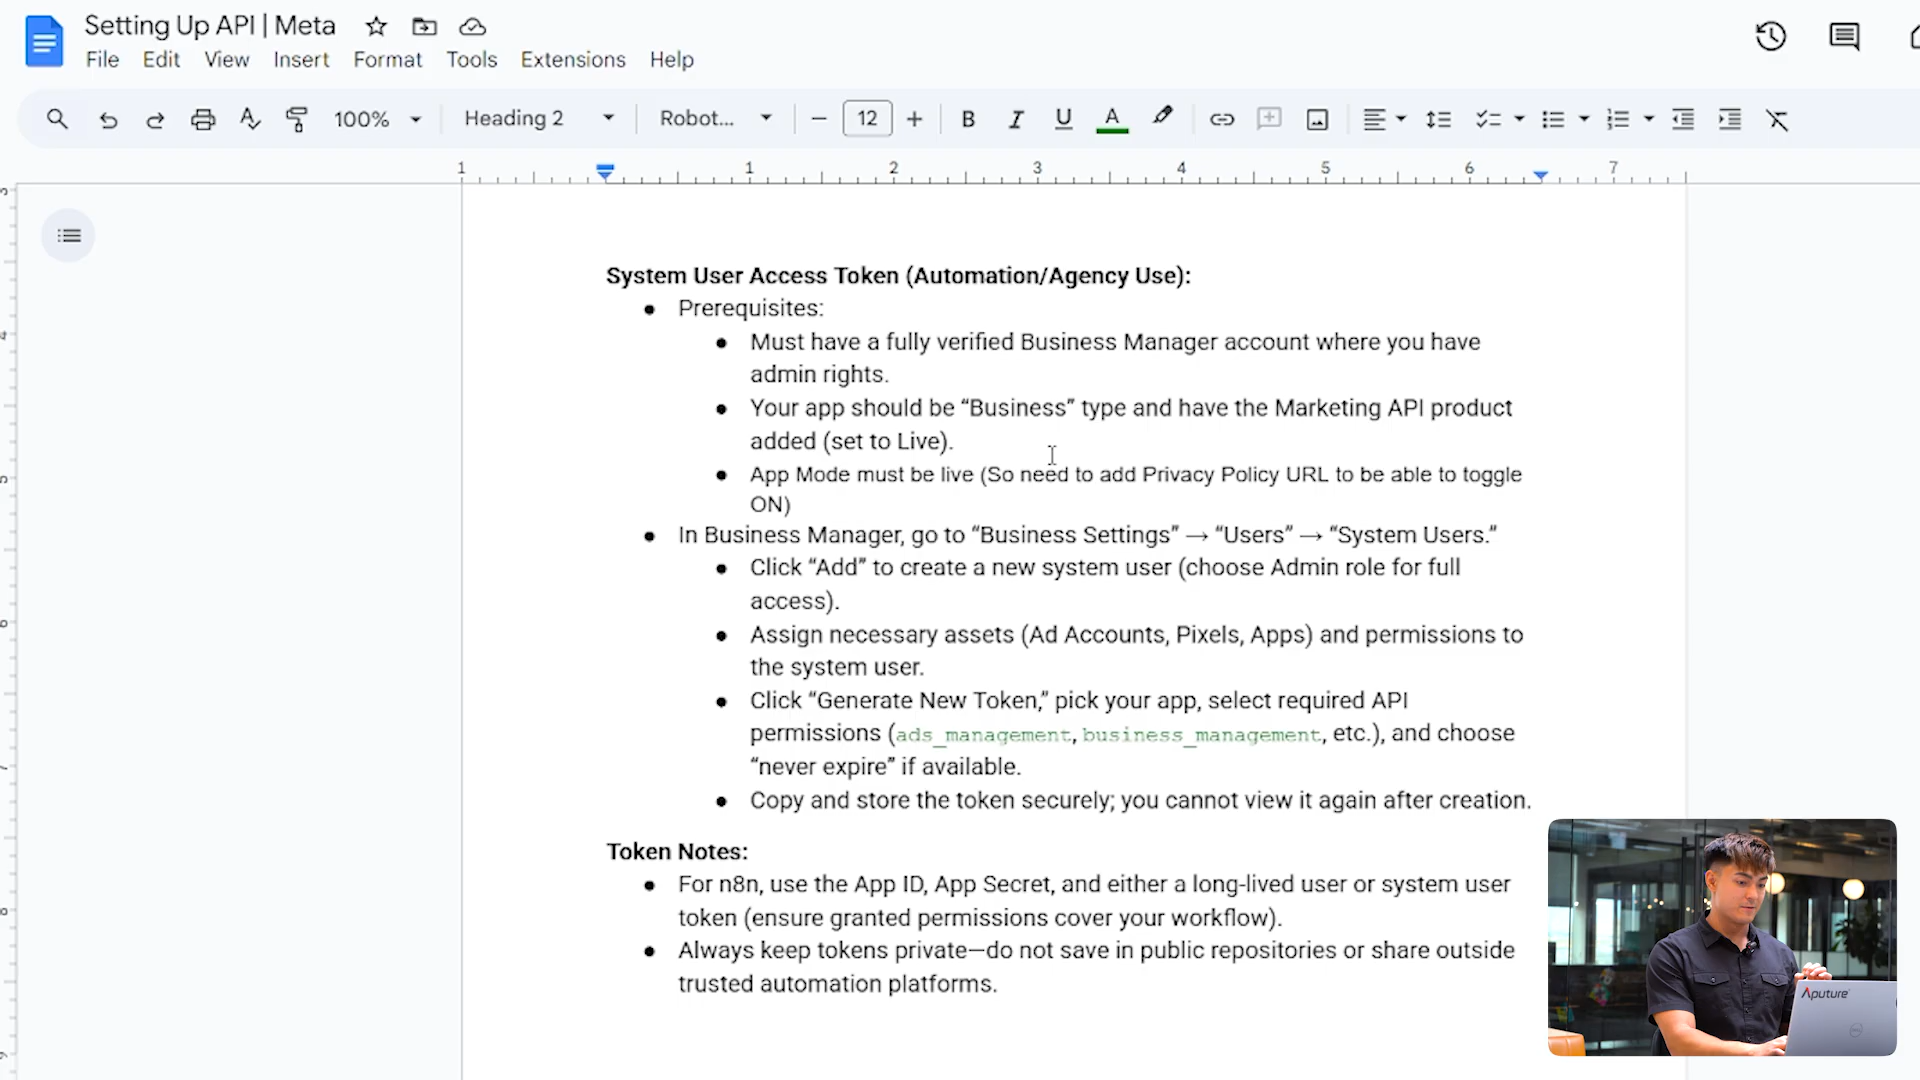 Setting Up API | Meta
File Edit View Insert Format Tools Extensions Help
100% Heading 2 Robot... 12
1 1 2 3 4 5 6 7
System User Access Token (Automation/Agency Use):
● Prerequisites:
● Must have a fully verified Business Manager account where you have
admin rights.
● Your app should be “Business” type and have the Marketing API product
added (set to Live).
● App Mode must be live (So need to add Privacy Policy URL to be able to toggle
ON)
● In Business Manager, go to “Business Settings” → “Users” → “System Users.”
● Click “Add” to create a new system user (choose Admin role for full
access).
● Assign necessary assets (Ad Accounts, Pixels, Apps) and permissions to
the system user.
● Click “Generate New Token,” pick your app, select required API
permissions (ads_management, business_management, etc.), and choose
“never expire” if available.
● Copy and store the token securely; you cannot view it again after creation.
Token Notes:
● For n8n, use the App ID, App Secret, and either a long-lived user or system user
token (ensure granted permissions cover your workflow).
● Always keep tokens private—do not save in public repositories or share outside
trusted automation platforms.
Aputure